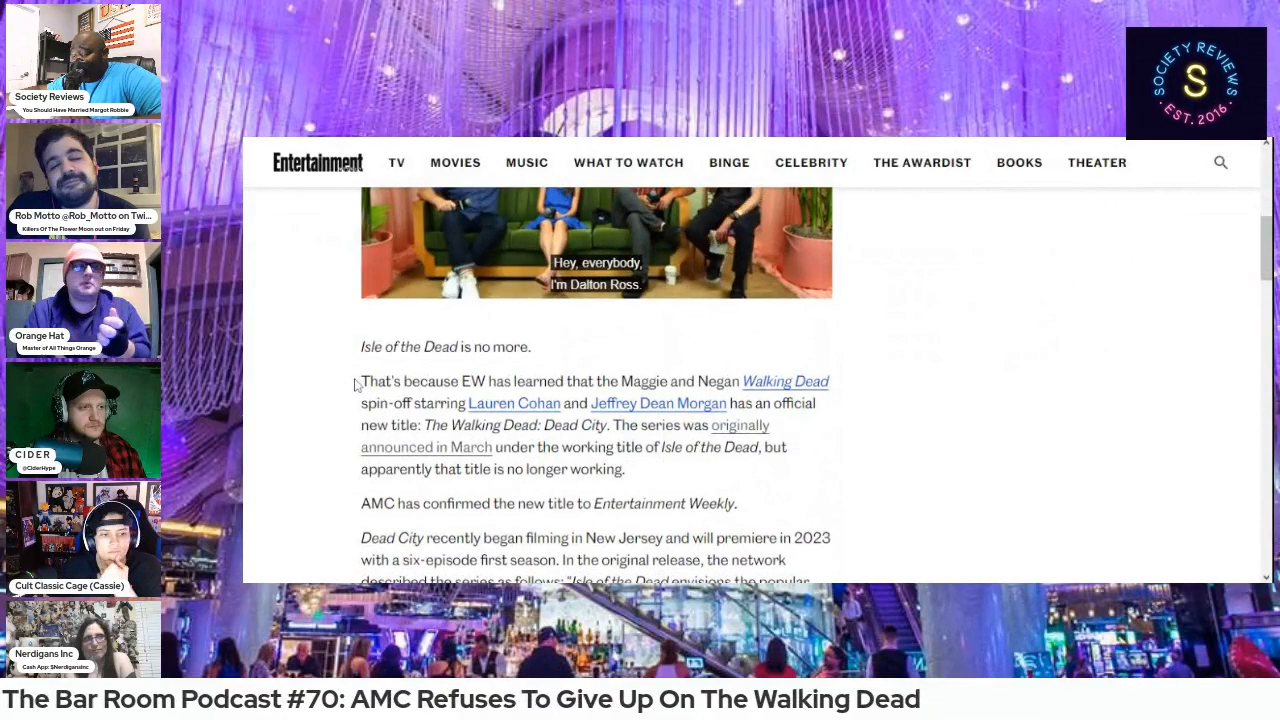 Society Reviews
You Should Have Married Margot Robbie
Rob Motto @Rob_Motto on Twi...
Killers Of The Flower Moon out on Friday
Orange Hat
Master of All Things Orange
CIDER
@CiderHype
Cult Classic Cage (Cassie)
Nerdigans Inc
Cash App: $NerdigansInc
SOCIETY REVIEWS
S
· EST. 2016 ·
Entertainment TV MOVIES MUSIC WHAT TO WATCH BINGE CELEBRITY THE AWARDIST BOOKS THEATER
Hey, everybody,
I'm Dalton Ross.
Isle of the Dead is no more.
That's because EW has learned that the Maggie and Negan Walking Dead
spin-off starring Lauren Cohan and Jeffrey Dean Morgan has an official
new title: The Walking Dead: Dead City. The series was originally
announced in March under the working title of Isle of the Dead, but
apparently that title is no longer working.
AMC has confirmed the new title to Entertainment Weekly.
Dead City recently began filming in New Jersey and will premiere in 2023
with a six-episode first season. In the original release, the network
described the series as follows: "Isle of the Dead envisions the popular
The Bar Room Podcast #70: AMC Refuses To Give Up On The Walking Dead